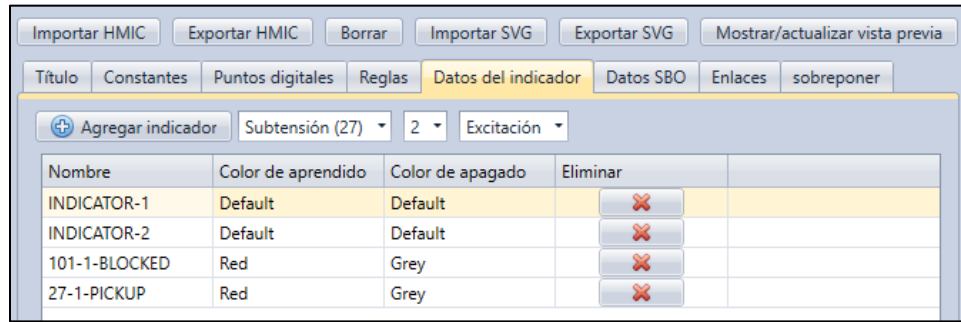 Importar HMIC Exportar HMIC Borrar Importar SVG Exportar SVG Mostrar/actualizar vista previa
Título Constantes Puntos digitales Reglas Datos del indicador Datos SBO Enlaces sobreponer
Agregar indicador Subtensión (27) 2 Excitación
Nombre Color de aprendido Color de apagado Eliminar
INDICATOR-1 Default Default
INDICATOR-2 Default Default
101-1-BLOCKED Red Grey
27-1-PICKUP Red Grey